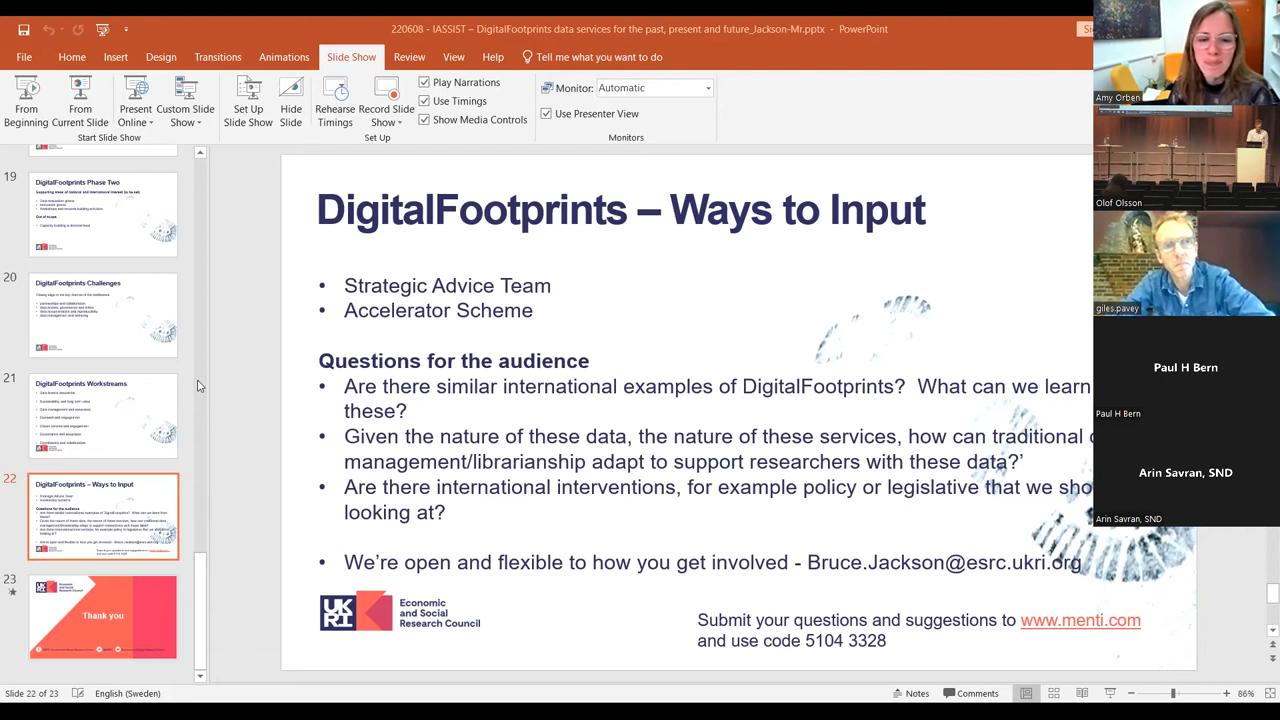 220608 - IASSIST – DigitalFootprints data services for the past, present and future_Jackson-Mr.pptx - PowerPoint
File Home Insert Design Transitions Animations Slide Show Review View Help Tell me what you want to do
From Beginning
From Current Slide
Present Online
Custom Slide Show
Start Slide Show
Set Up Slide Show
Hide Slide
Rehearse Timings
Record Slide Show
Play Narrations
Use Timings
Show Media Controls
Set Up
Monitor: Automatic
Use Presenter View
Monitors
19
DigitalFootprints Phase Two
20
DigitalFootprints Challenges
21
DigitalFootprints Workstreams
22
DigitalFootprints – Ways to Input
23
Thank you
DigitalFootprints – Ways to Input
• Strategic Advice Team
• Accelerator Scheme
Questions for the audience
• Are there similar international examples of DigitalFootprints? What can we learn
these?
• Given the nature of these data, the nature of these services, how can traditional
management/librarianship adapt to support researchers with these data?’
• Are there international interventions, for example policy or legislative that we
looking at?
• We’re open and flexible to how you get involved - Bruce.Jackson@esrc.ukri.org
UKRI
Economic
and Social
Research Council
Submit your questions and suggestions to www.menti.com
and use code 5104 3328
Amy Orben
Olof Olsson
giles.pavey
Paul H Bern
Paul H Bern
Arin Savran, SND
Arin Savran, SND
Slide 22 of 23 English (Sweden) Notes Comments 86%